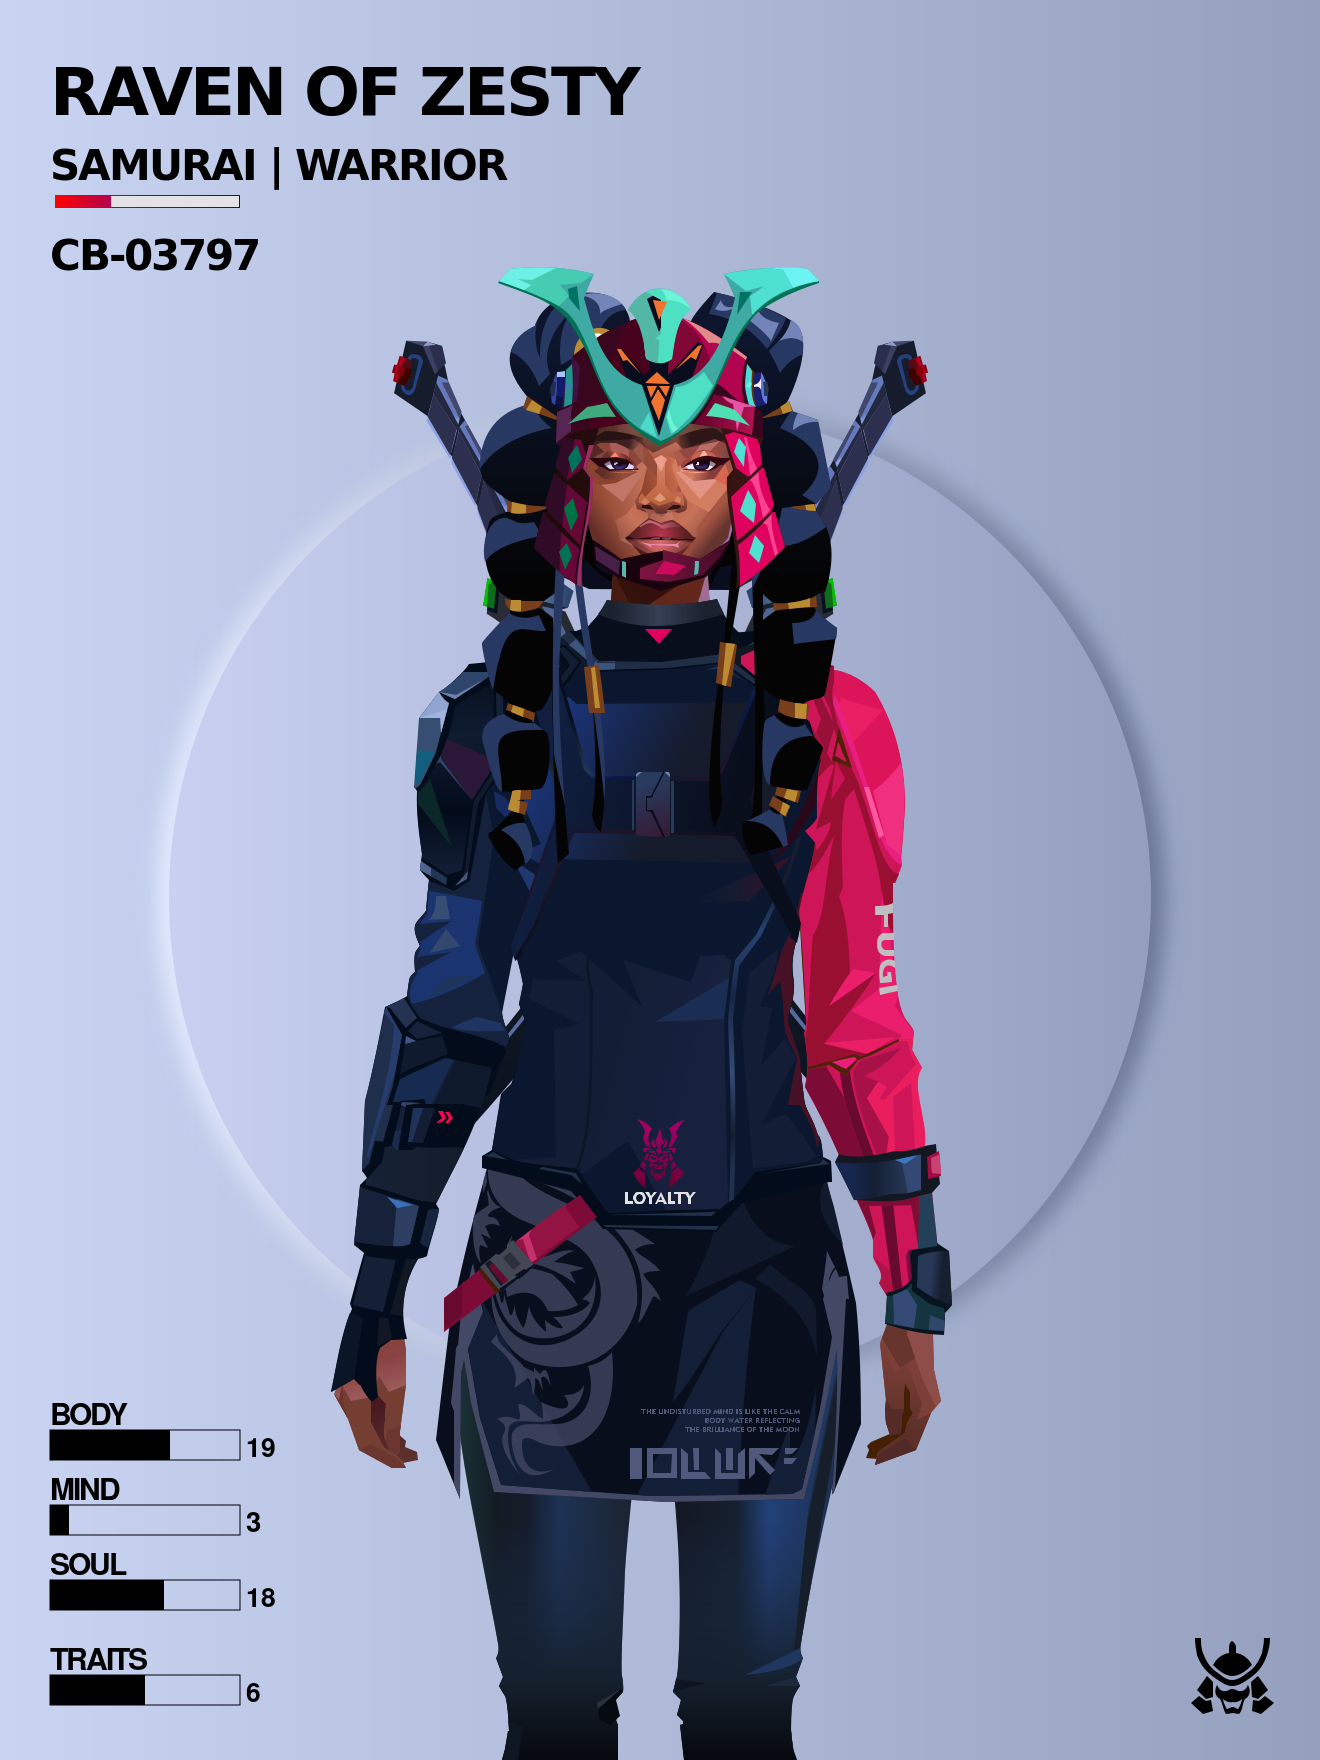 RAVEN OF ZESTY
SAMURAI | WARRIOR
CB-03797
FUGI
»
LOYALTY
THE UNDISTURBED MIND IS LIKE THE CALM
BODY WATER REFLECTING
THE BRILLIANCE OF THE MOON
BODY
19
MIND
3
SOUL
18
TRAITS
6